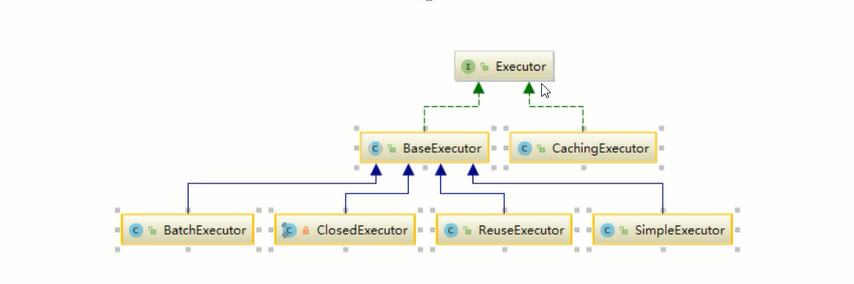 Executor
BaseExecutor CachingExecutor
BatchExecutor ClosedExecutor ReuseExecutor SimpleExecutor